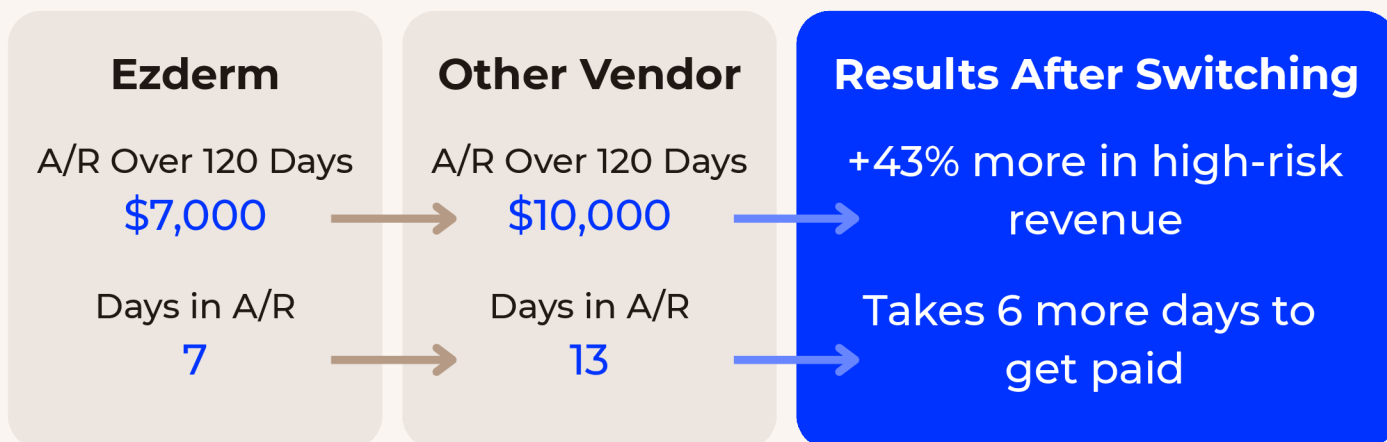 Ezderm
A/R Over 120 Days
$7,000
Days in A/R
7
Other Vendor
A/R Over 120 Days
$10,000
Days in A/R
13
Results After Switching
+43% more in high-risk
revenue
Takes 6 more days to
get paid